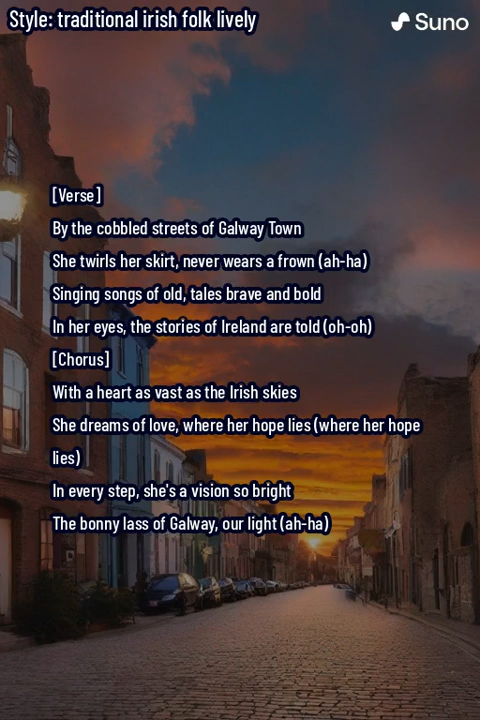 Style: traditional irish folk lively
Suno
[Verse]
By the cobbled streets of Galway Town
She twirls her skirt, never wears a frown (ah-ha)
Singing songs of old, tales brave and bold
In her eyes, the stories of Ireland are told (oh-oh)
[Chorus]
With a heart as vast as the Irish skies
She dreams of love, where her hope lies (where her hope
lies)
In every step, she's a vision so bright
The bonny lass of Galway, our light (ah-ha)